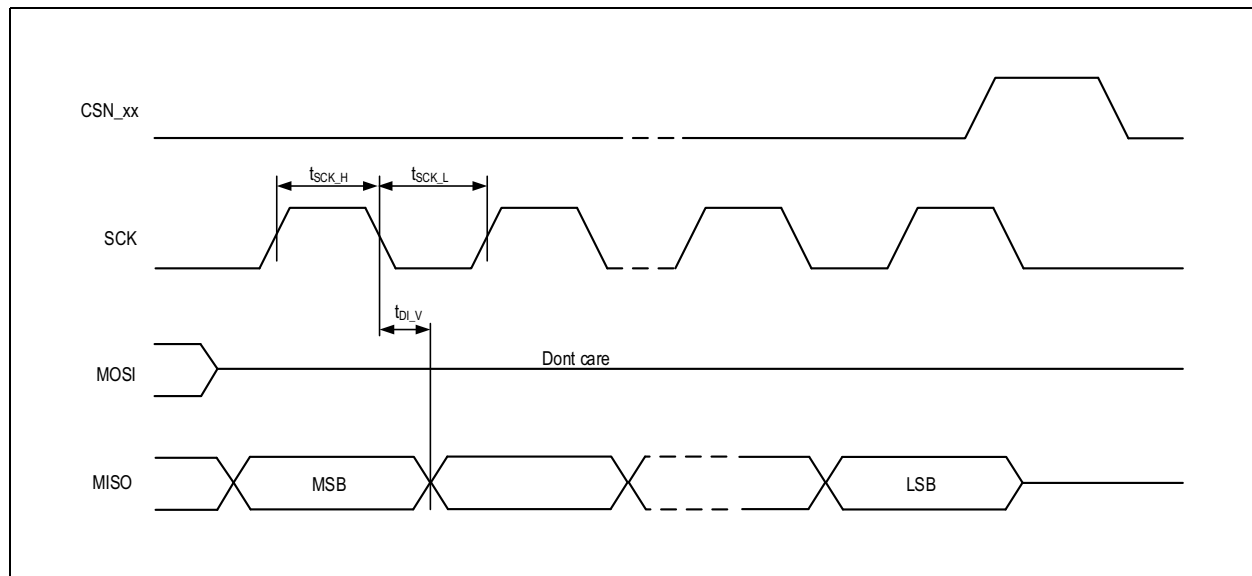 CSN_xx
tSCK_H
tSCK_L
SCK
tDI_V
Dont care
MOSI
MISO
MSB
LSB